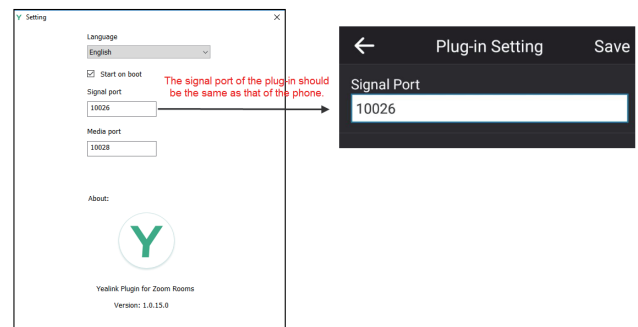 Y Setting
Language
English
Start on boot
Signal port
10026
Media port
10028
About:
Y
Yealink Plugin for Zoom Rooms
Version: 1.0.15.0
The signal port of the plug-in should
be the same as that of the phone.
Plug-in Setting Save
Signal Port
10026